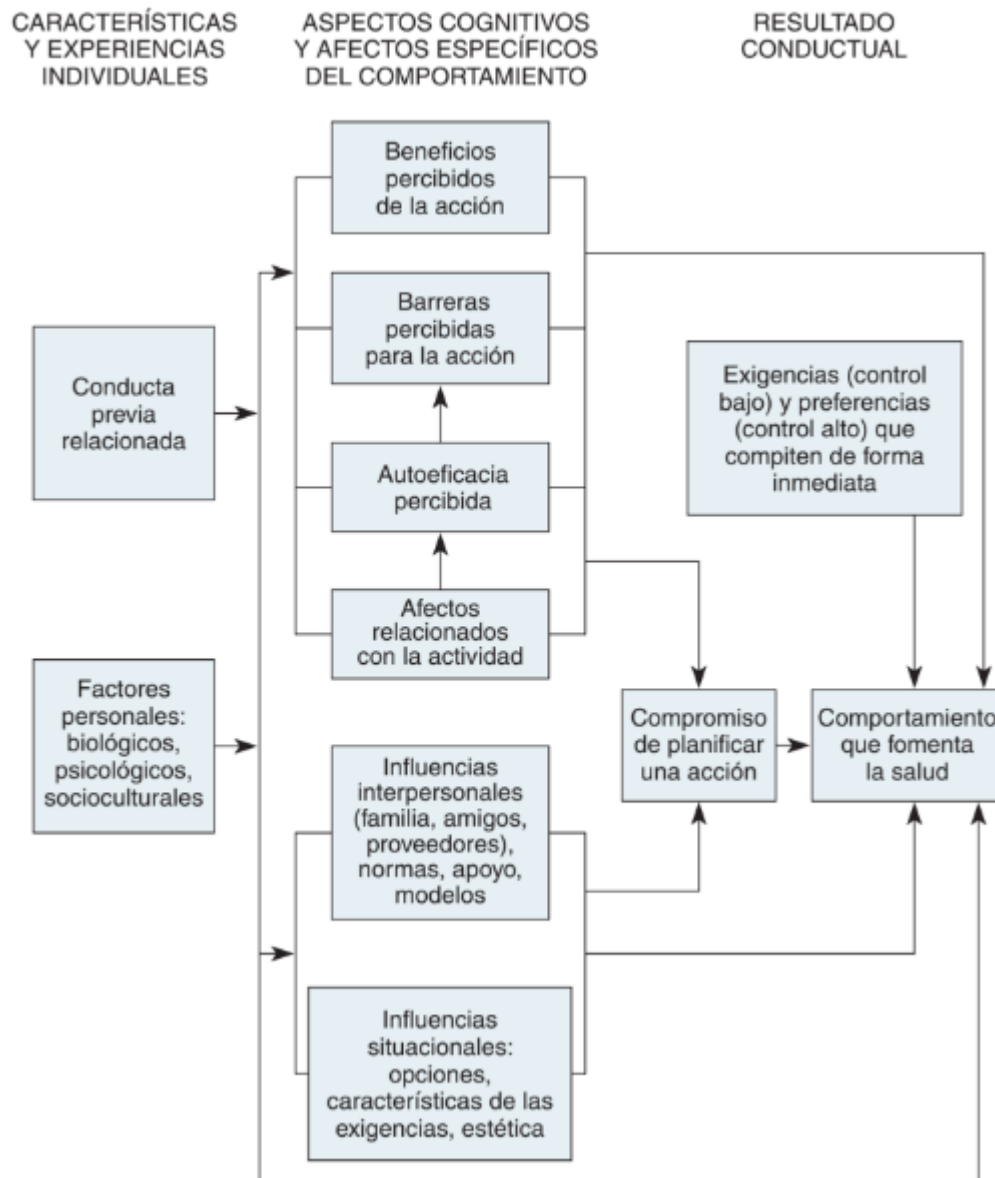 CARACTERÍSTICAS
Y EXPERIENCIAS
INDIVIDUALES
ASPECTOS COGNITIVOS
Y AFECTOS ESPECÍFICOS
DEL COMPORTAMIENTO
RESULTADO
CONDUCTUAL
Beneficios
percibidos
de la acción
Barreras
percibidas
para la acción
Conducta
previa
relacionada
Exigencias (control
bajo) y preferencias
(control alto) que
compiten de forma
inmediata
Autoeficacia
percibida
Afectos
relacionados
con la actividad
Factores
personales:
biológicos,
psicológicos,
socioculturales
Compromiso
de planificar
una acción
Comportamiento
que fomenta
la salud
Influencias
interpersonales
(familia, amigos,
proveedores),
normas, apoyo,
modelos
Influencias
situacionales:
opciones,
características de las
exigencias, estética